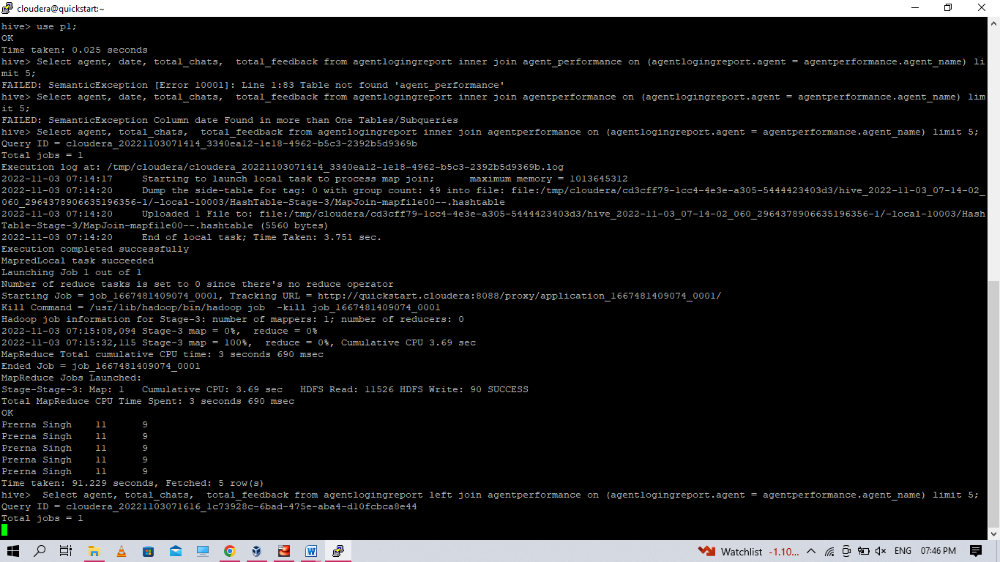 cloudera@quickstart:~
hive> use p1;
OK
Time taken: 0.025 seconds
hive> Select agent, date, total_chats,  total_feedback from agentlogingreport inner join agent_performance on (agentlogingreport.agent = agentperformance.agent_name) li
mit 5;
FAILED: SemanticException [Error 10001]: Line 1:83 Table not found 'agent_performance'
hive> Select agent, date, total_chats,  total_feedback from agentlogingreport inner join agentperformance on (agentlogingreport.agent = agentperformance.agent_name) lim
it 5;
FAILED: SemanticException Column date Found in more than One Tables/Subqueries
hive> Select agent, total_chats,  total_feedback from agentlogingreport inner join agentperformance on (agentlogingreport.agent = agentperformance.agent_name) limit 5;
Query ID = cloudera_20221103071414_3340ea12-1e18-4962-b5c3-2392b5d9369b
Total jobs = 1
Execution log at: /tmp/cloudera/cloudera_20221103071414_3340ea12-1e18-4962-b5c3-2392b5d9369b.log
2022-11-03 07:14:17     Starting to launch local task to process map join;      maximum memory = 1013645312
2022-11-03 07:14:20     Dump the side-table for tag: 0 with group count: 49 into file: file:/tmp/cloudera/cd3cff79-1cc4-4e3e-a305-5444423403d3/hive_2022-11-03_07-14-02_
060_2964378906635196356-1/-local-10003/HashTable-Stage-3/MapJoin-mapfile00--.hashtable
2022-11-03 07:14:20     Uploaded 1 File to: file:/tmp/cloudera/cd3cff79-1cc4-4e3e-a305-5444423403d3/hive_2022-11-03_07-14-02_060_2964378906635196356-1/-local-10003/Hash
Table-Stage-3/MapJoin-mapfile00--.hashtable (5560 bytes)
2022-11-03 07:14:20     End of local task; Time Taken: 3.751 sec.
Execution completed successfully
MapredLocal task succeeded
Launching Job 1 out of 1
Number of reduce tasks is set to 0 since there's no reduce operator
Starting Job = job_1667481409074_0001, Tracking URL = http://quickstart.cloudera:8088/proxy/application_1667481409074_0001/
Kill Command = /usr/lib/hadoop/bin/hadoop job  -kill job_1667481409074_0001
Hadoop job information for Stage-3: number of mappers: 1; number of reducers: 0
2022-11-03 07:15:08,094 Stage-3 map = 0%,  reduce = 0%
2022-11-03 07:15:32,115 Stage-3 map = 100%,  reduce = 0%, Cumulative CPU 3.69 sec
MapReduce Total cumulative CPU time: 3 seconds 690 msec
Ended Job = job_1667481409074_0001
MapReduce Jobs Launched:
Stage-Stage-3: Map: 1   Cumulative CPU: 3.69 sec   HDFS Read: 11526 HDFS Write: 90 SUCCESS
Total MapReduce CPU Time Spent: 3 seconds 690 msec
OK
Prerna Singh    11      9
Prerna Singh    11      9
Prerna Singh    11      9
Prerna Singh    11      9
Prerna Singh    11      9
Time taken: 91.229 seconds, Fetched: 5 row(s)
hive>  Select agent, total_chats,  total_feedback from agentlogingreport left join agentperformance on (agentlogingreport.agent = agentperformance.agent_name) limit 5;
Query ID = cloudera_20221103071616_1c73928c-6bad-475e-aba4-d10fcbca8e44
Total jobs = 1
Watchlist -1.10... ENG 07:46 PM